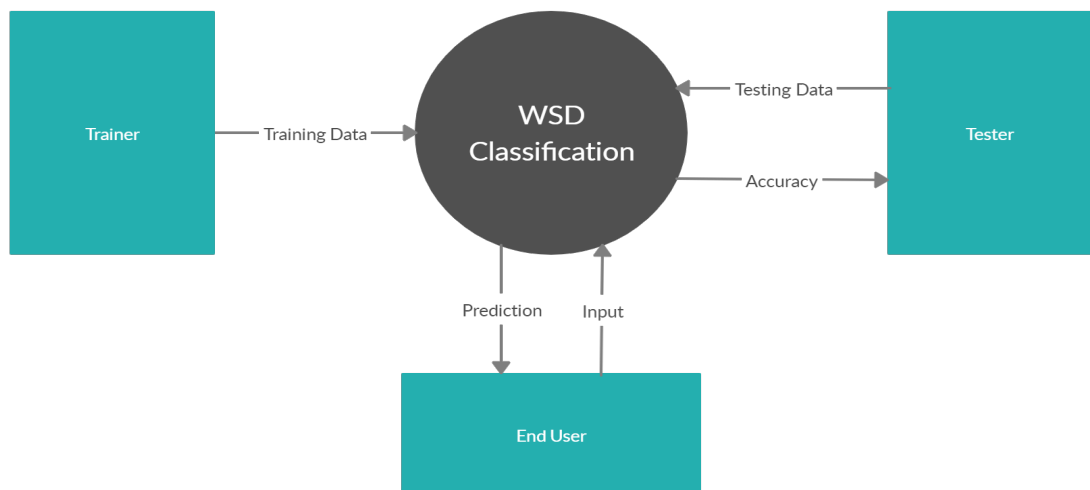 WSD
Classification
Trainer
Training Data
Testing Data
Tester
Accuracy
Prediction
Input
End User